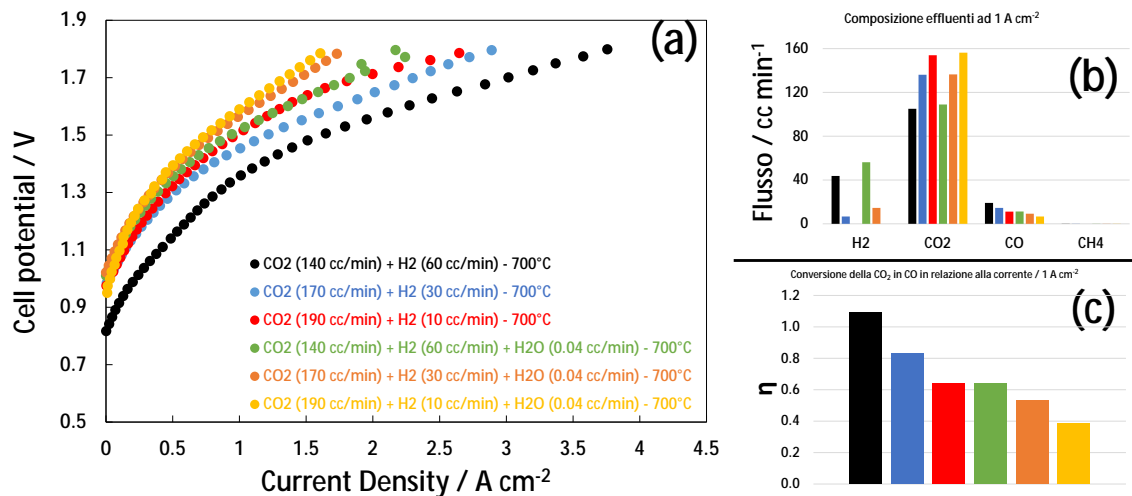 (a)
Cell potential / V
1.9
1.7
1.5
1.3
1.1
0.9
0.7
0.5
0
0.5
1
1.5
2
2.5
3
3.5
4
4.5
Current Density / A cm-2
CO2 (140 cc/min) + H2 (60 cc/min) - 700°C
CO2 (170 cc/min) + H2 (30 cc/min) - 700°C
CO2 (190 cc/min) + H2 (10 cc/min) - 700°C
CO2 (140 cc/min) + H2 (60 cc/min) + H2O (0.04 cc/min) - 700°C
CO2 (170 cc/min) + H2 (30 cc/min) + H2O (0.04 cc/min) - 700°C
CO2 (190 cc/min) + H2 (10 cc/min) + H2O (0.04 cc/min) - 700°C
Composizione effluenti ad 1 A cm-2
(b)
Flusso / cc min-1
160
120
80
40
0
H2
CO2
CO
CH4
Conversione della CO2 in CO in relazione alla corrente / 1 A cm-2
(c)
η
1.2
1.0
0.8
0.6
0.4
0.2
0.0